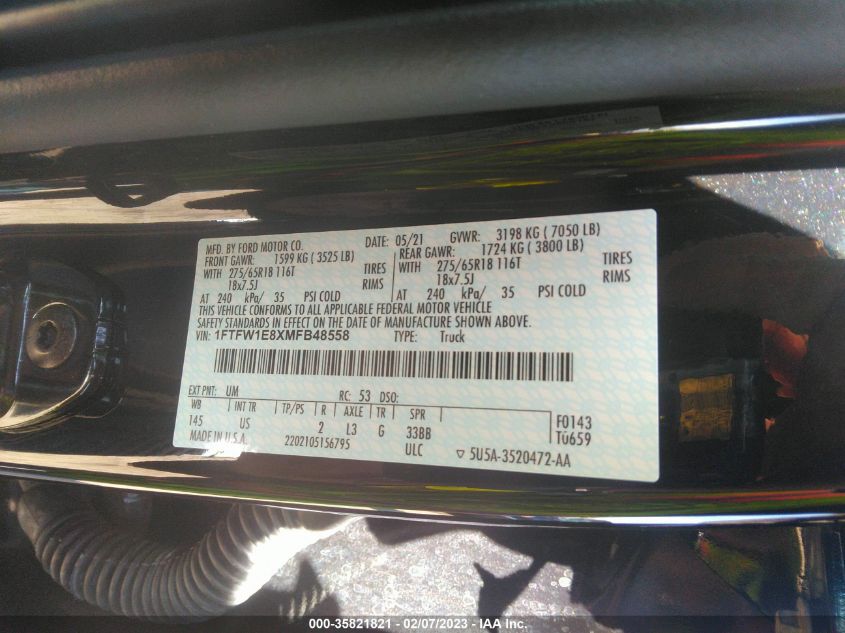 MFD. BY FORD MOTOR CO. DATE: 05/21 GVWR: 3198 KG ( 7050 LB)
FRONT GAWR: 1599 KG ( 3525 LB) REAR GAWR: 1724 KG ( 3800 LB)
WITH 275/65R18 116T TIRES WITH 275/65R18 116T TIRES
18x7.5J RIMS 18x7.5J RIMS
AT 240 kPa/ 35 PSI COLD AT 240 kPa/ 35 PSI COLD
THIS VEHICLE CONFORMS TO ALL APPLICABLE FEDERAL MOTOR VEHICLE
SAFETY STANDARDS IN EFFECT ON THE DATE OF MANUFACTURE SHOWN ABOVE.
VIN: 1FTFW1E8XMFB48558 TYPE: Truck
EXT PNT: UM RC: 53 DSO:
WB INT TR TP/PS R AXLE TR SPR F0143
145 US 2 L3 G 33BB T0659
MADE IN U.S.A. 2202105156795 ULC ▽ 5U5A-3520472-AA
000-35821821 - 02/07/2023 - © IAA Inc.